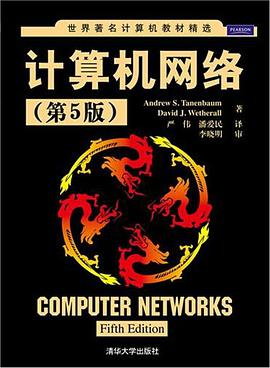 世界著名计算机教材精选
PEARSON
计算机网络
（第5版）
Andrew S. Tanenbaum
David J. Wetherall 著
严 伟 潘爱民 译
李晓明 审
COMPUTER NETWORKS
Fifth Edition
清华大学出版社